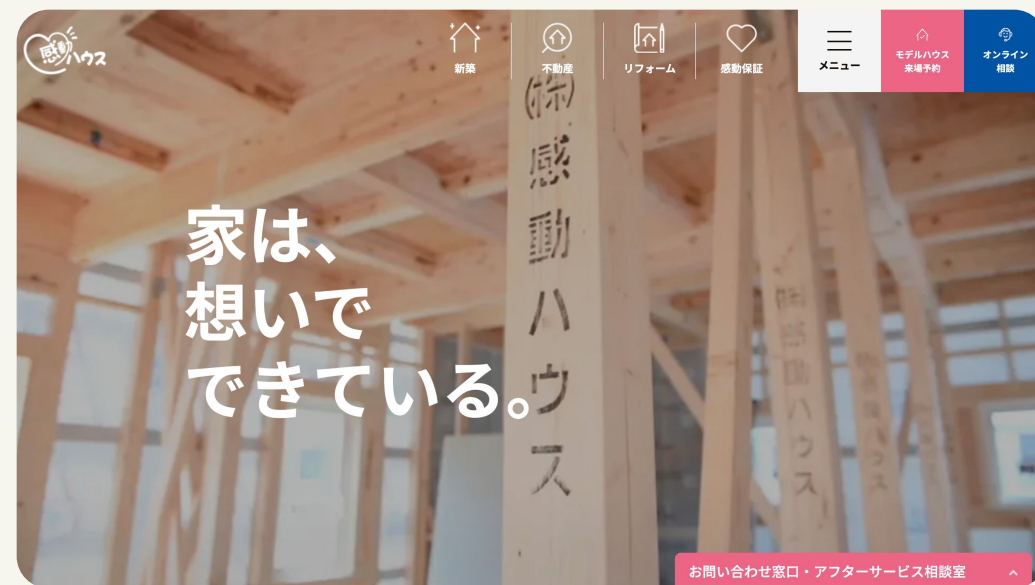 感動ハウス
新築
不動産
リフォーム
感動保証
メニュー
モデルハウス
来場予約
オンライン
相談
(株)感動ハウス
家は、
想いで
できている。
㈱感動ハウス
お問い合わせ窓口・アフターサービス相談室